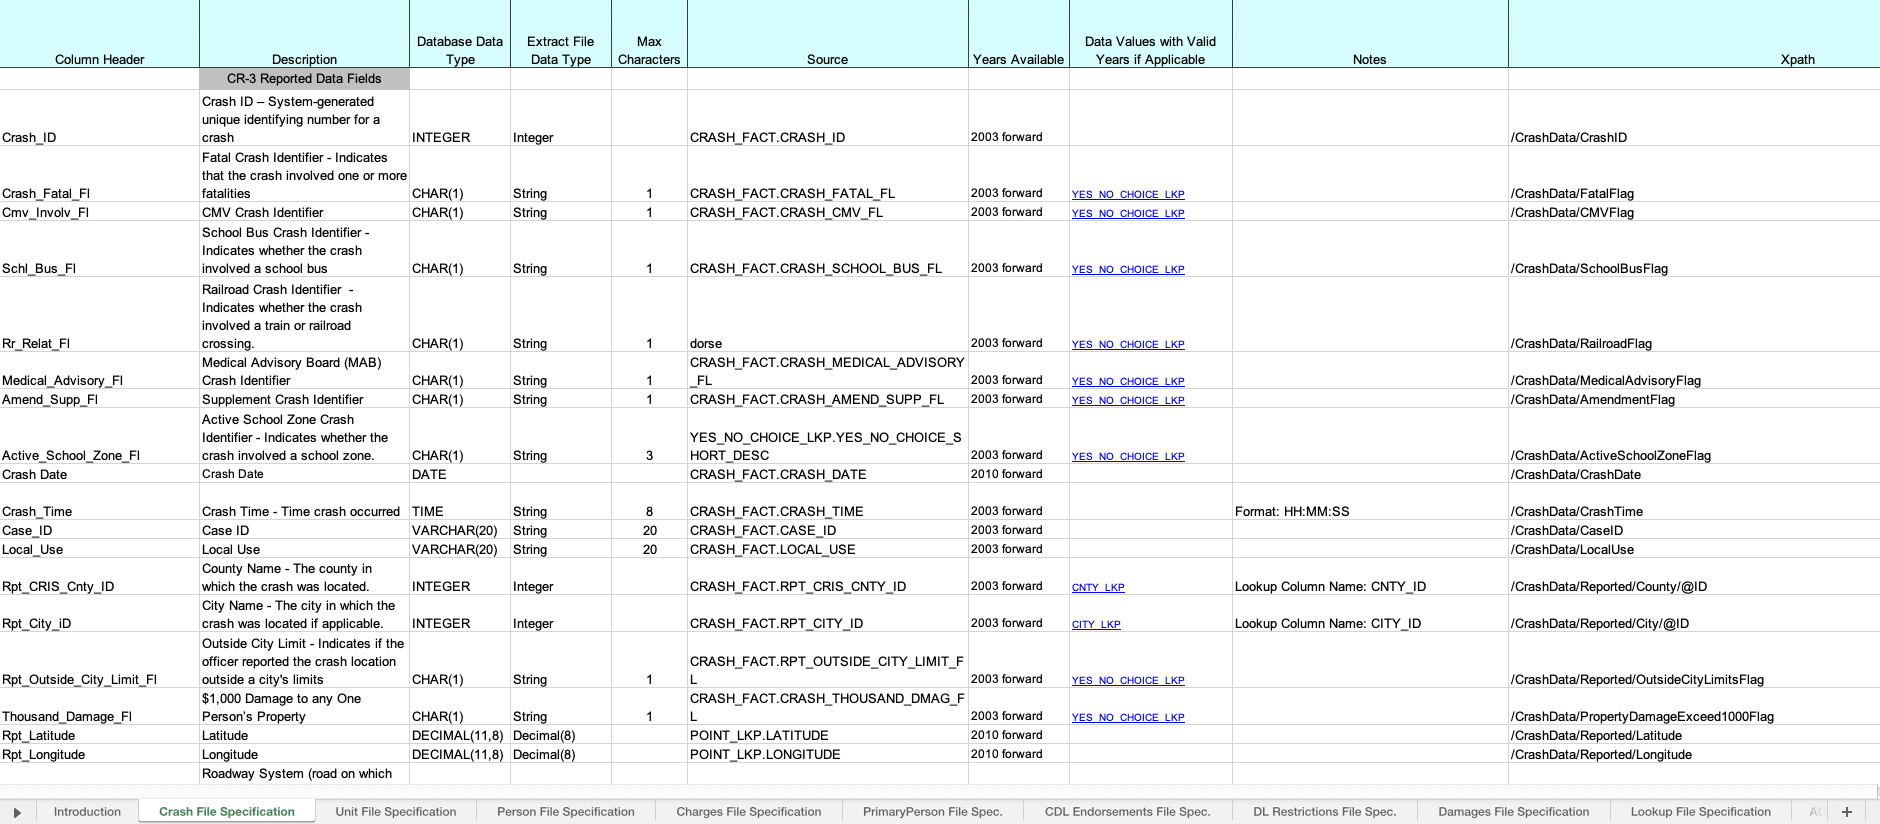 Column Header Description Database Data Type Extract File Data Type Max Characters Source Years Available Data Values with Valid Years if Applicable Notes Xpath
CR-3 Reported Data Fields
Crash_ID Crash ID – System-generated unique identifying number for a crash INTEGER Integer CRASH_FACT.CRASH_ID 2003 forward /CrashData/CrashID
Crash_Fatal_Fl Fatal Crash Identifier - Indicates that the crash involved one or more fatalities CHAR(1) String 1 CRASH_FACT.CRASH_FATAL_FL 2003 forward YES_NO_CHOICE_LKP /CrashData/FatalFlag
Cmv_Involv_Fl CMV Crash Identifier CHAR(1) String 1 CRASH_FACT.CRASH_CMV_FL 2003 forward YES_NO_CHOICE_LKP /CrashData/CMVFlag
Schl_Bus_Fl School Bus Crash Identifier - Indicates whether the crash involved a school bus CHAR(1) String 1 CRASH_FACT.CRASH_SCHOOL_BUS_FL 2003 forward YES_NO_CHOICE_LKP /CrashData/SchoolBusFlag
Rr_Relat_Fl Railroad Crash Identifier - Indicates whether the crash involved a train or railroad crossing. CHAR(1) String 1 dorse 2003 forward YES_NO_CHOICE_LKP /CrashData/RailroadFlag
Medical_Advisory_Fl Medical Advisory Board (MAB) Crash Identifier CHAR(1) String 1 CRASH_FACT.CRASH_MEDICAL_ADVISORY_FL 2003 forward YES_NO_CHOICE_LKP /CrashData/MedicalAdvisoryFlag
Amend_Supp_Fl Supplement Crash Identifier CHAR(1) String 1 CRASH_FACT.CRASH_AMEND_SUPP_FL 2003 forward YES_NO_CHOICE_LKP /CrashData/AmendmentFlag
Active_School_Zone_Fl Active School Zone Crash Identifier - Indicates whether the crash involved a school zone. CHAR(1) String 3 YES_NO_CHOICE_LKP.YES_NO_CHOICE_SHORT_DESC 2003 forward YES_NO_CHOICE_LKP /CrashData/ActiveSchoolZoneFlag
Crash Date Crash Date DATE CRASH_FACT.CRASH_DATE 2010 forward /CrashData/CrashDate
Crash_Time Crash Time - Time crash occurred TIME String 8 CRASH_FACT.CRASH_TIME 2003 forward Format: HH:MM:SS /CrashData/CrashTime
Case_ID Case ID VARCHAR(20) String 20 CRASH_FACT.CASE_ID 2003 forward /CrashData/CaseID
Local_Use Local Use VARCHAR(20) String 20 CRASH_FACT.LOCAL_USE 2003 forward /CrashData/LocalUse
Rpt_CRIS_Cnty_ID County Name - The county in which the crash was located. INTEGER Integer CRASH_FACT.RPT_CRIS_CNTY_ID 2003 forward CNTY_LKP Lookup Column Name: CNTY_ID /CrashData/Reported/County/@ID
Rpt_City_iD City Name - The city in which the crash was located if applicable. INTEGER Integer CRASH_FACT.RPT_CITY_ID 2003 forward CITY_LKP Lookup Column Name: CITY_ID /CrashData/Reported/City/@ID
Rpt_Outside_City_Limit_Fl Outside City Limit - Indicates if the officer reported the crash location outside a city's limits CHAR(1) String 1 CRASH_FACT.RPT_OUTSIDE_CITY_LIMIT_FL 2003 forward YES_NO_CHOICE_LKP /CrashData/Reported/OutsideCityLimitsFlag
Thousand_Damage_Fl $1,000 Damage to any One Person's Property CHAR(1) String 1 CRASH_FACT.CRASH_THOUSAND_DMAG_FL 2003 forward YES_NO_CHOICE_LKP /CrashData/PropertyDamageExceed1000Flag
Rpt_Latitude Latitude DECIMAL(11,8) Decimal(8) POINT_LKP.LATITUDE 2010 forward /CrashData/Reported/Latitude
Rpt_Longitude Longitude DECIMAL(11,8) Decimal(8) POINT_LKP.LONGITUDE 2010 forward /CrashData/Reported/Longitude
Roadway System (road on which
Introduction Crash File Specification Unit File Specification Person File Specification Charges File Specification PrimaryPerson File Spec. CDL Endorsements File Spec. DL Restrictions File Spec. Damages File Specification Lookup File Specification